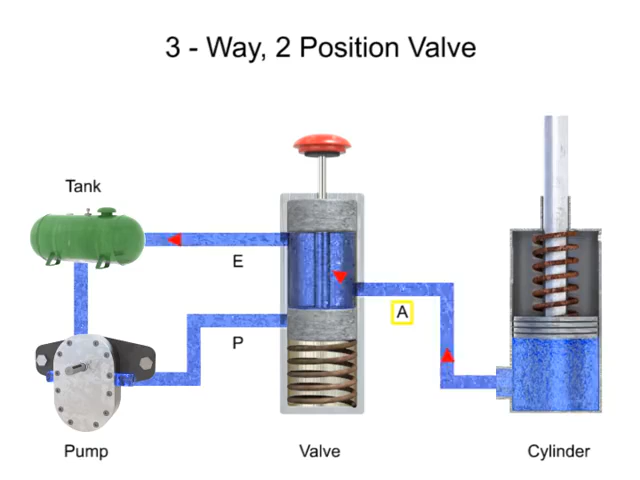 3 - Way, 2 Position Valve
Tank
E
A
P
Pump
Valve
Cylinder